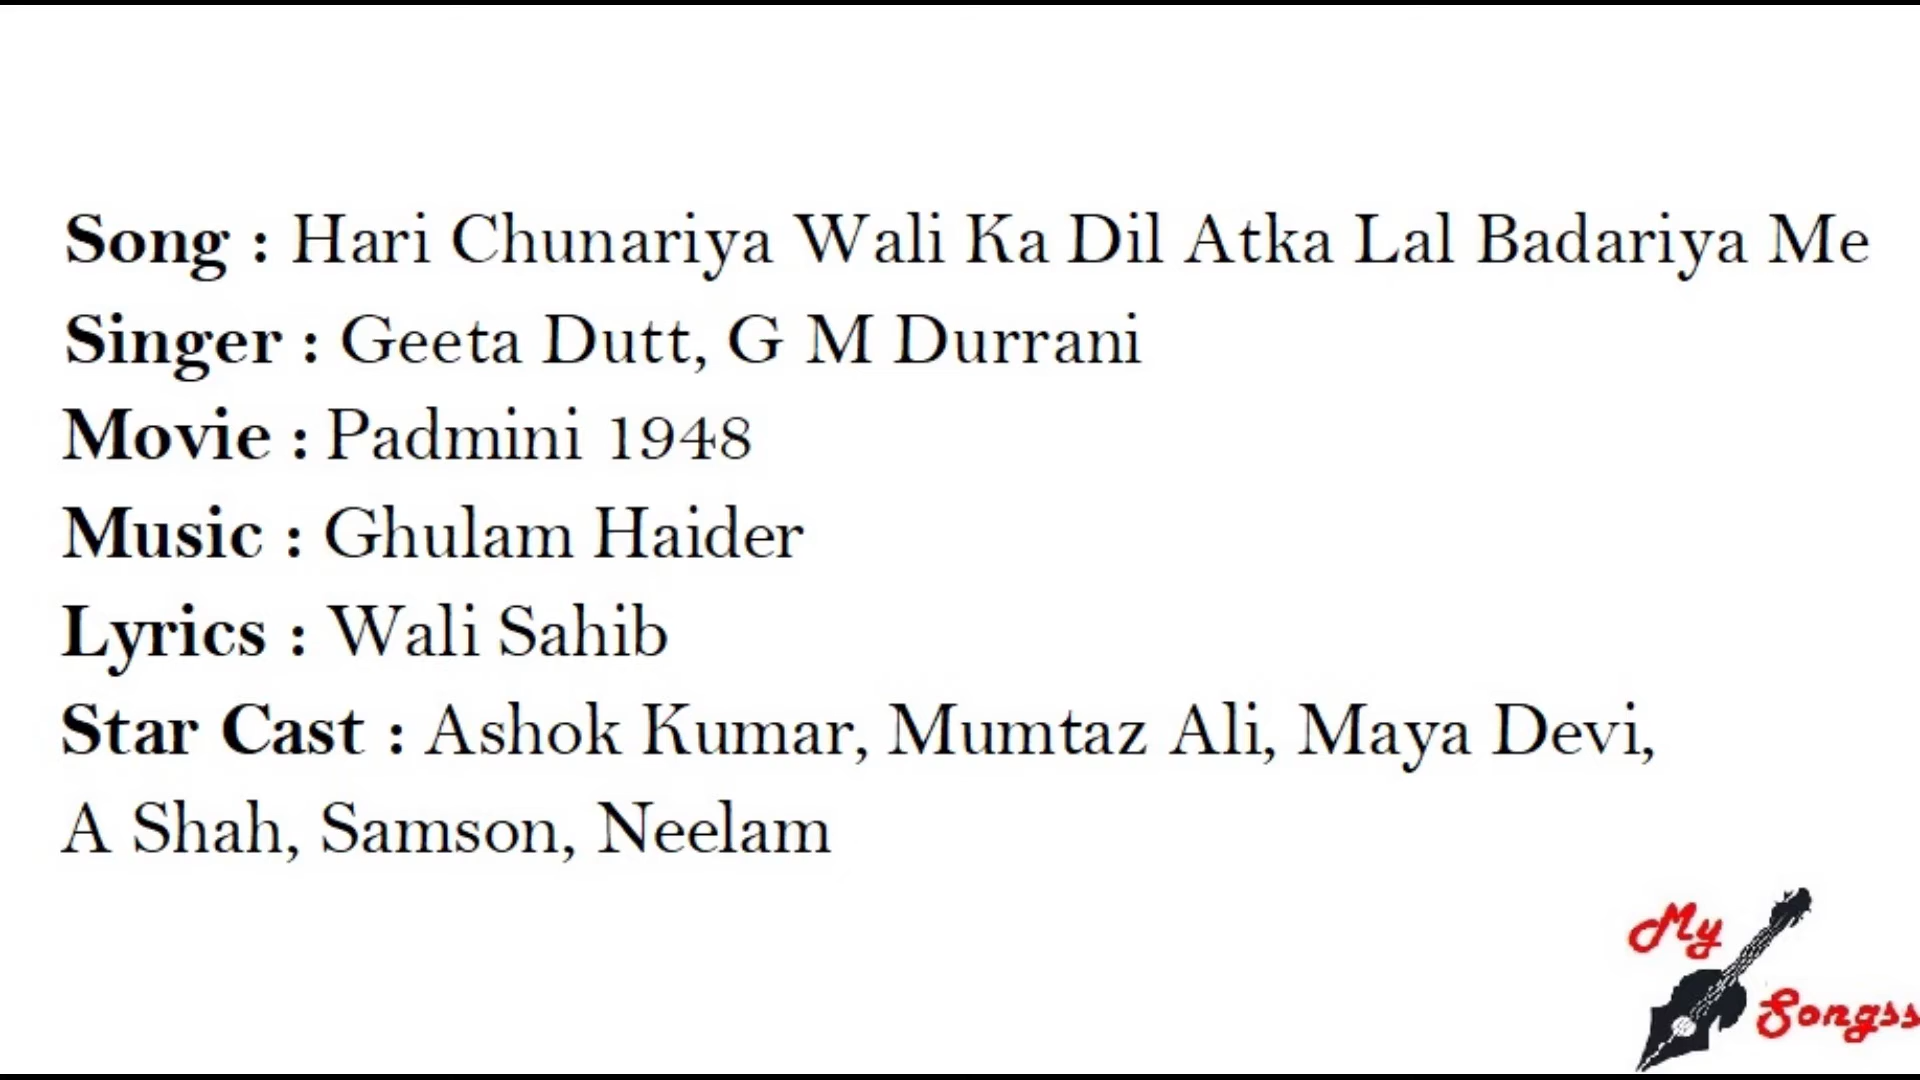 Song : Hari Chunariya Wali Ka Dil Atka Lal Badariya Me
Singer : Geeta Dutt, G M Durrani
Movie : Padmini 1948
Music : Ghulam Haider
Lyrics : Wali Sahib
Star Cast : Ashok Kumar, Mumtaz Ali, Maya Devi,
A Shah, Samson, Neelam
My
Songss